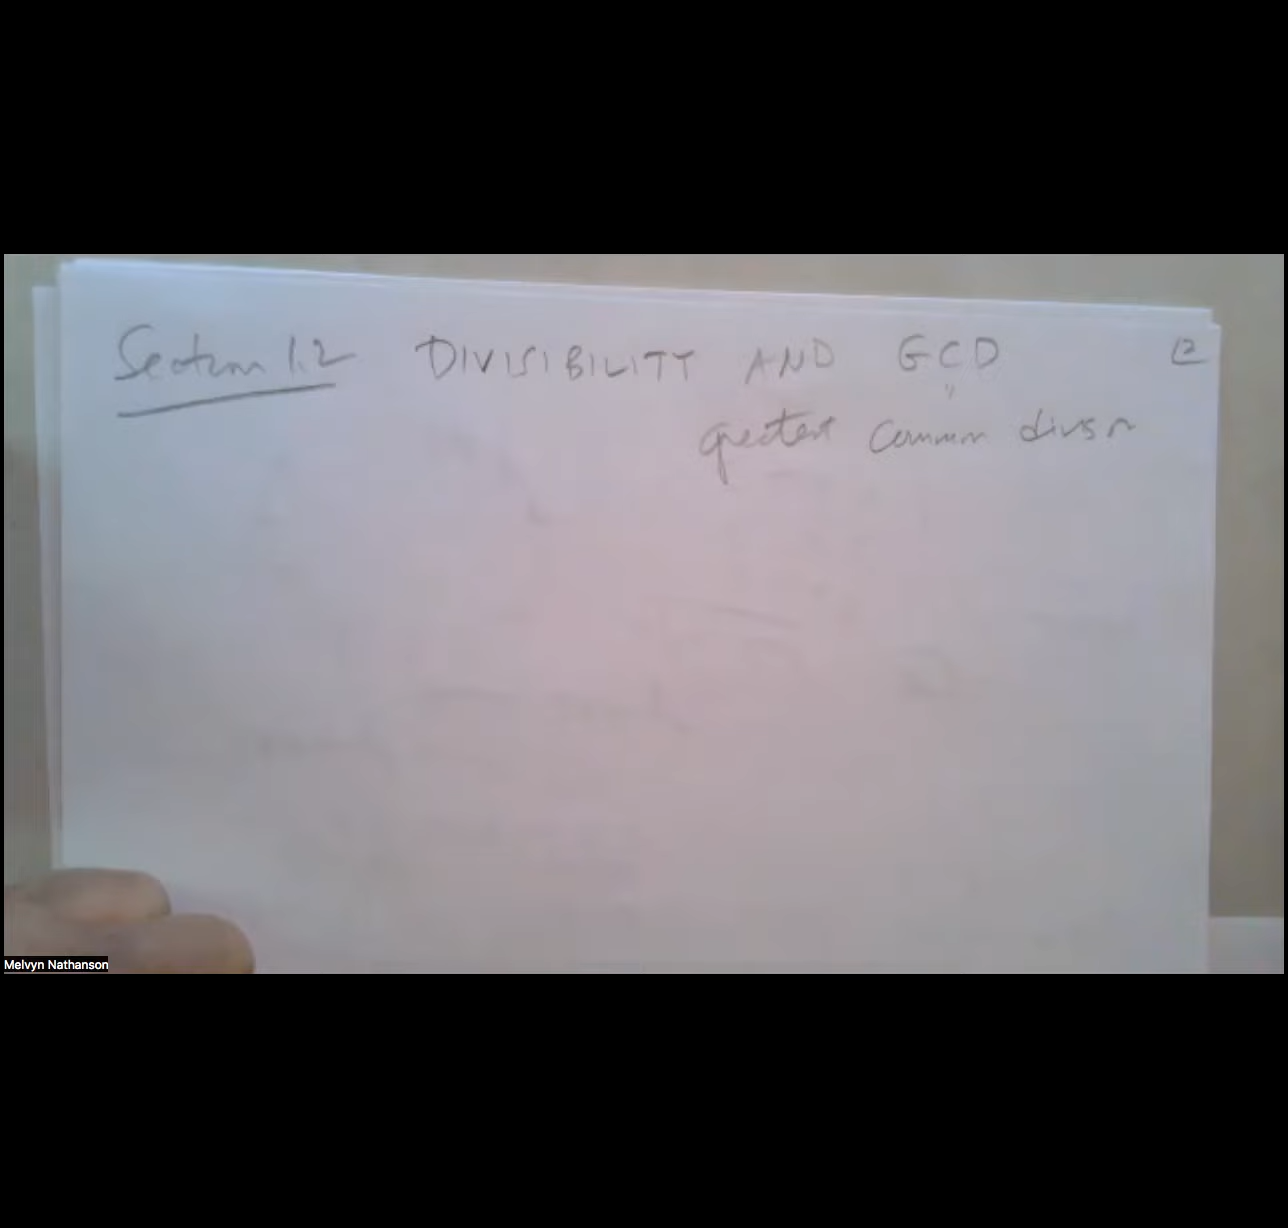 Section 1.2 DIVISIBILITY AND GCD
"
greatest common divisor
Melvyn Nathanson